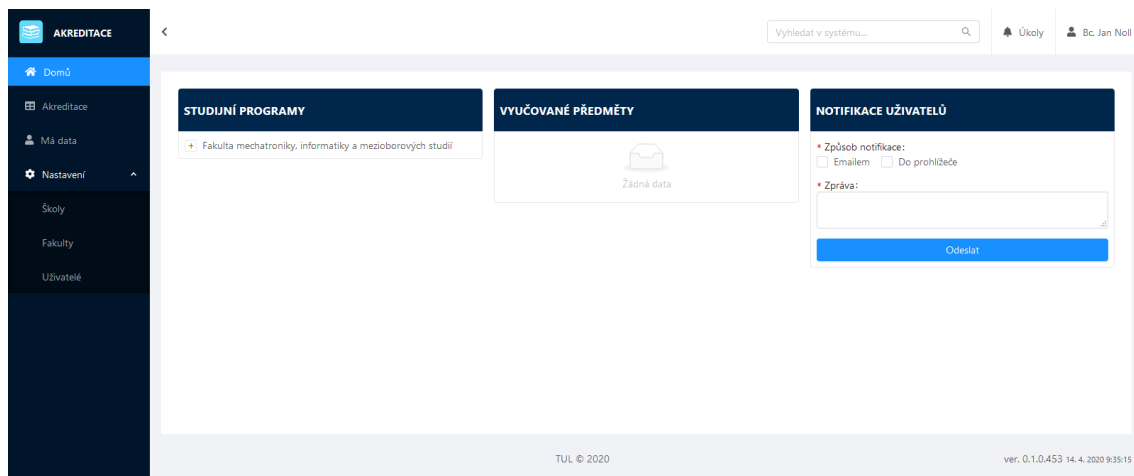 AKREDITACE
Vyhledat v systému...
Úkoly
Bc. Jan Noll
Domů
Akreditace
Má data
Nastavení
Školy
Fakulty
Uživatelé
STUDIJNÍ PROGRAMY
Fakulta mechatroniky, informatiky a mezioborových studií
VYUČOVANÉ PŘEDMĚTY
Žádná data
NOTIFIKACE UŽIVATELŮ
* Způsob notifikace:
Emailem Do prohlížeče
* Zpráva:
Odeslat
TUL © 2020
ver. 0.1.0.453 14. 4. 2020 9:35:15